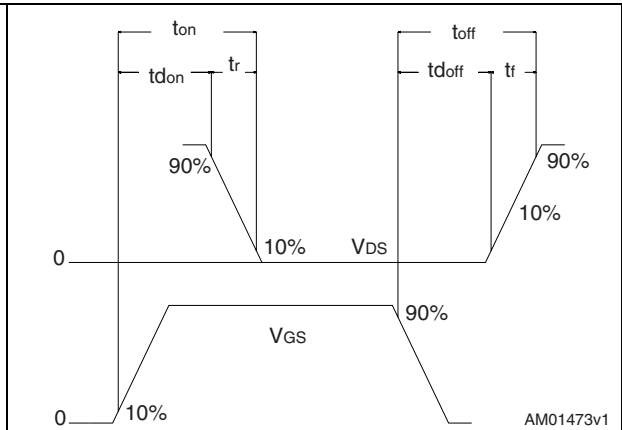 ton toff
tdon tr tdoff tf
90% 90%
10% 10%
0 VDS
90%
VGS
0 10% AM01473v1